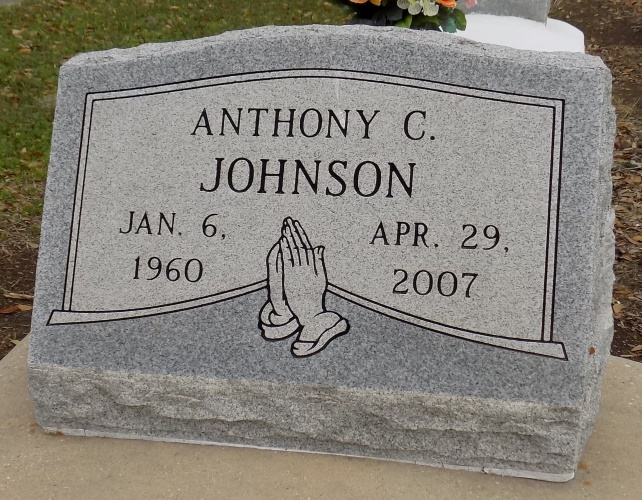 ANTHONY C.
JOHNSON
JAN. 6,
1960
APR. 29,
2007